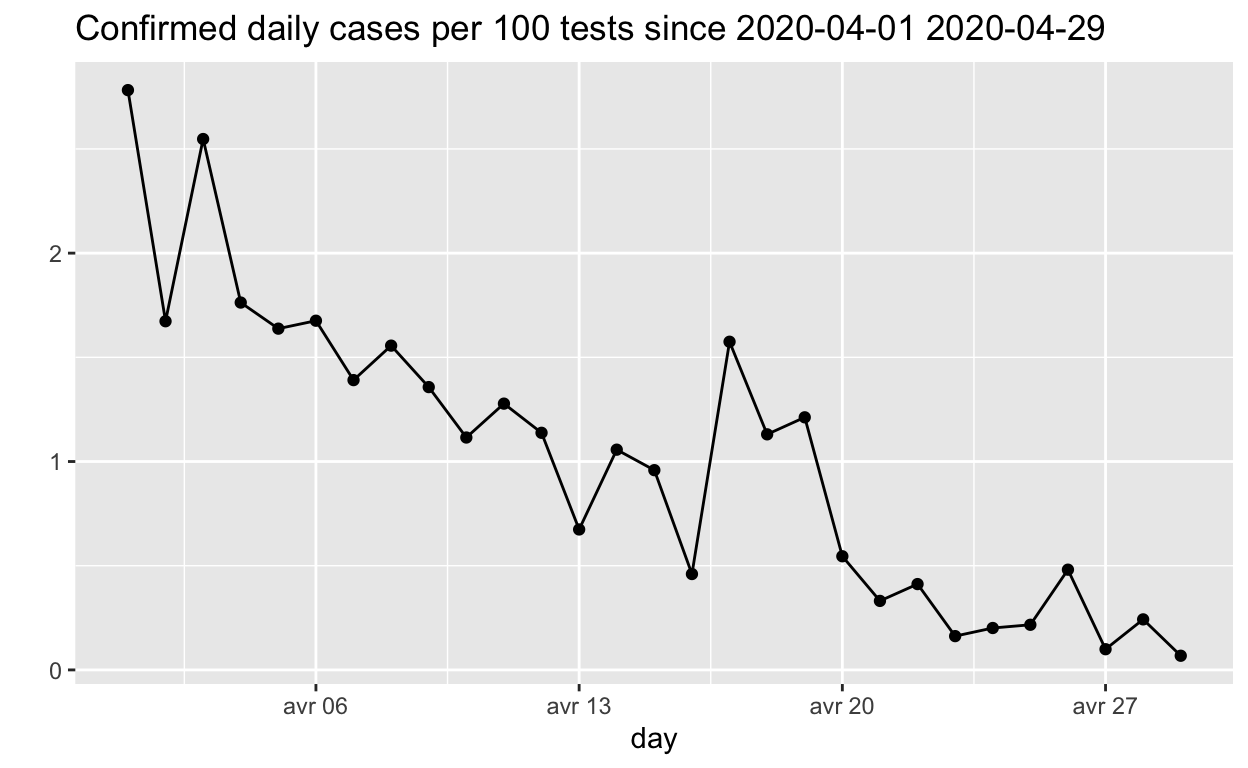 Confirmed daily cases per 100 tests since 2020-04-01 2020-04-29
2
1
0
avr 06 avr 13 avr 20 avr 27
day